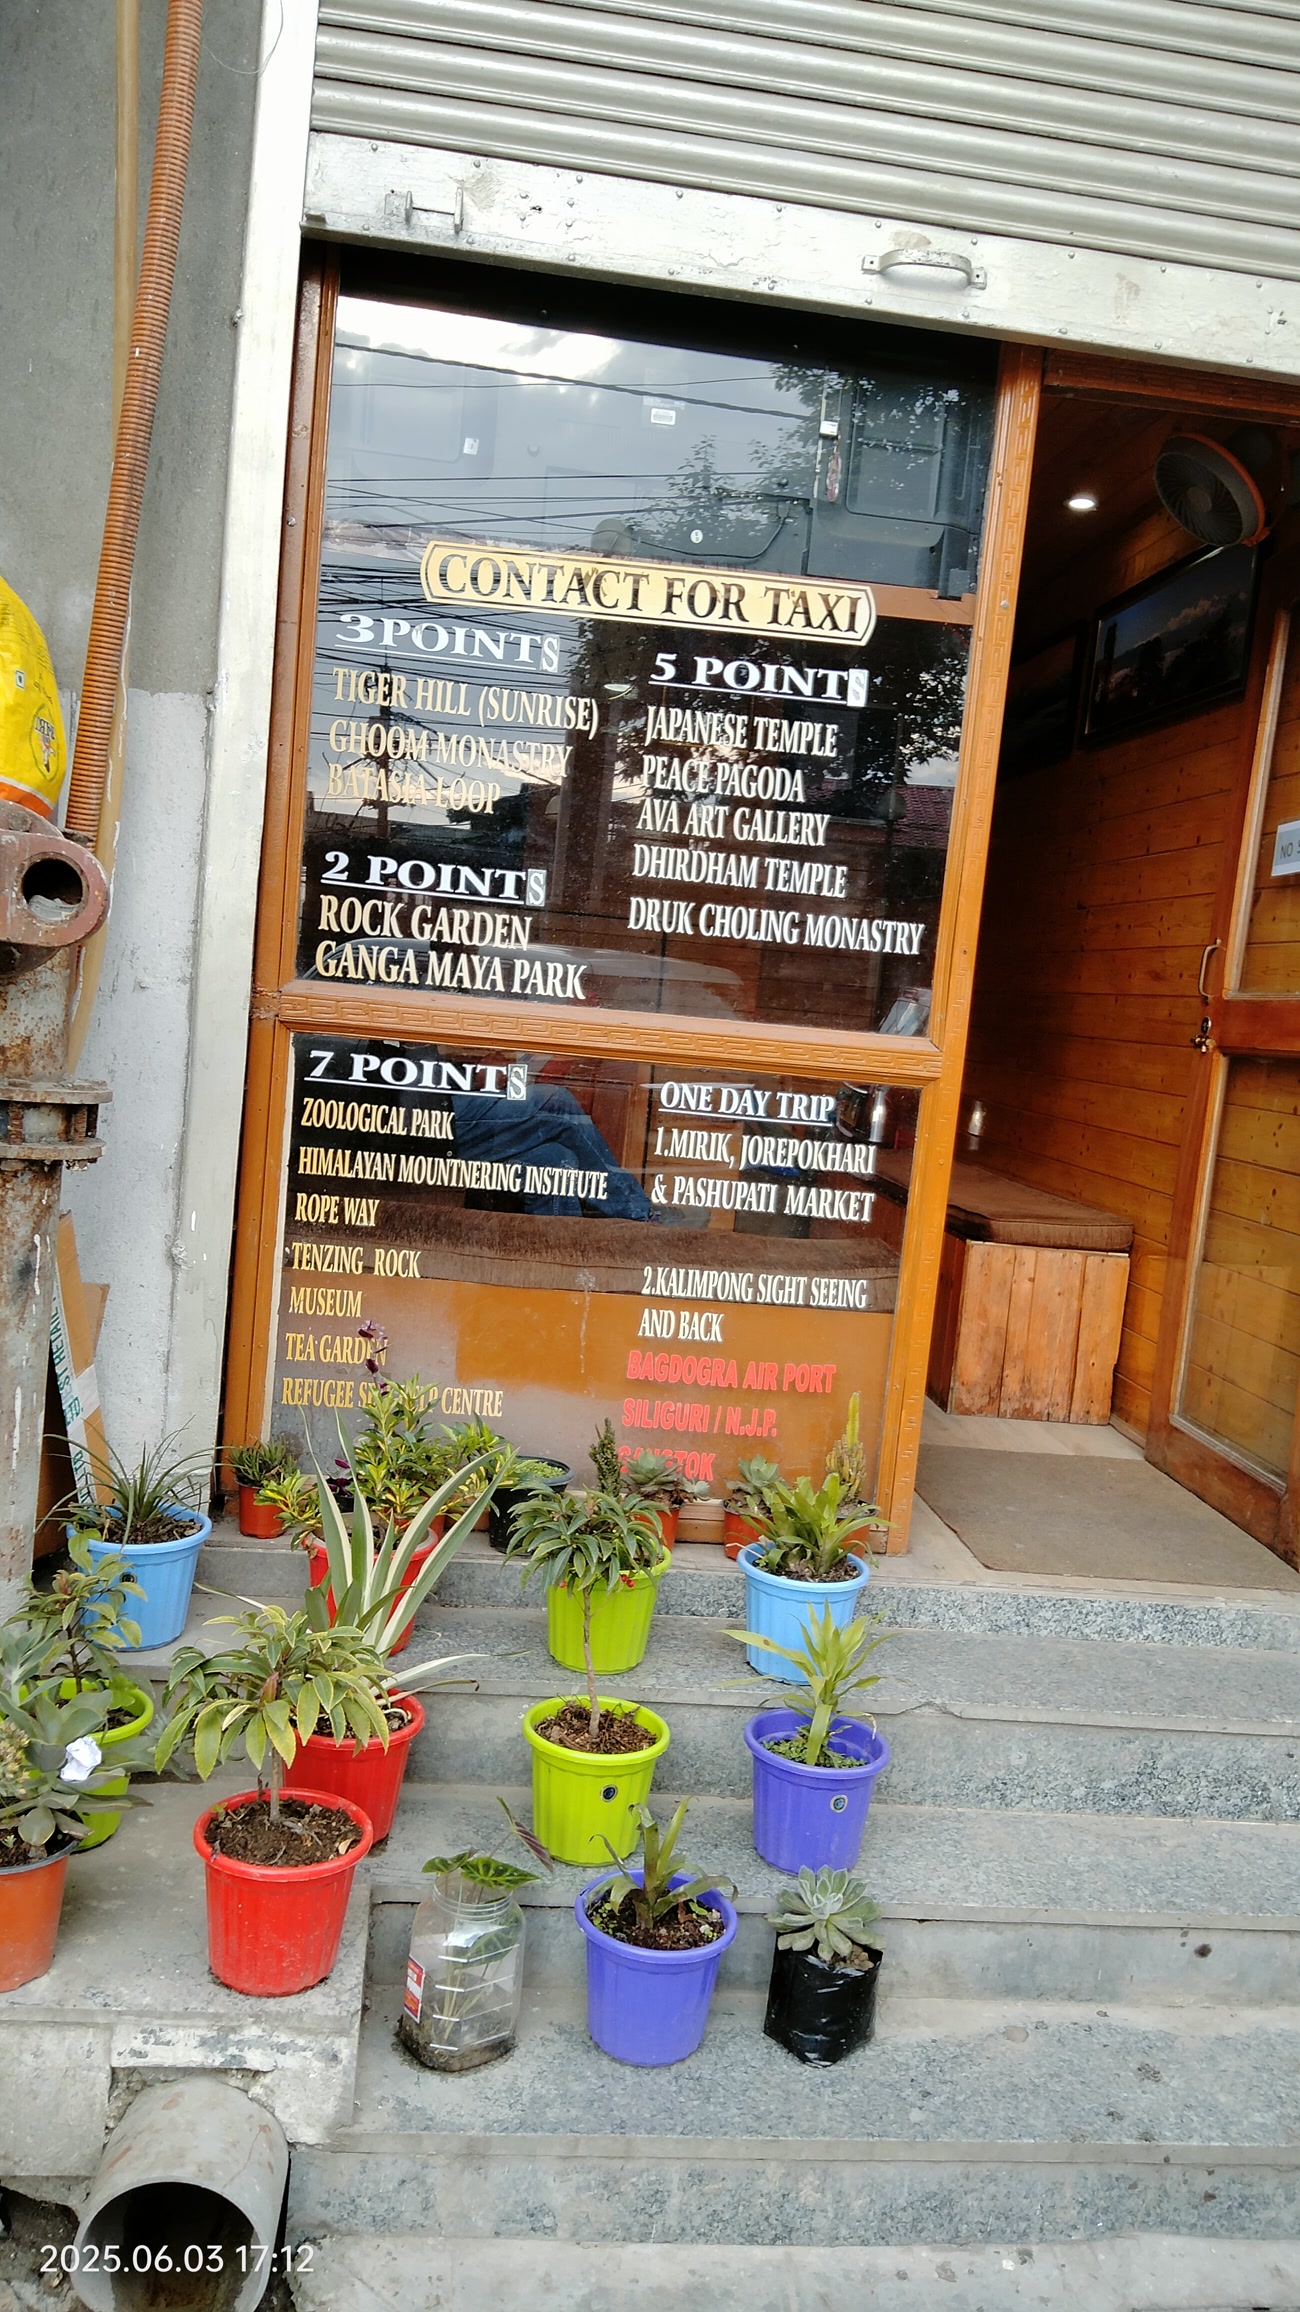 CONTACT FOR TAXI
3POINTS
TIGER HILL (SUNRISE)
GHOOM MONASTRY
BATASIA LOOP
2 POINTS
ROCK GARDEN
GANGA MAYA PARK
5 POINTS
JAPANESE TEMPLE
PEACE PAGODA
AVA ART GALLERY
DHIRDHAM TEMPLE
DRUK CHOLING MONASTRY
7 POINTS
ZOOLOGICAL PARK
HIMALAYAN MOUNTNERING INSTITUTE
ROPE WAY
TENZING ROCK
MUSEUM
TEA GARDEN
REFUGEE CENTRE
ONE DAY TRIP
1.MIRIK, JOREPOKHARI
& PASHUPATI MARKET
2.KALIMPONG SIGHT SEEING
AND BACK
BAGDOGRA AIR PORT
SILIGURI / N.J.P.
GANGTOK
NO
2025.06.03 17:12